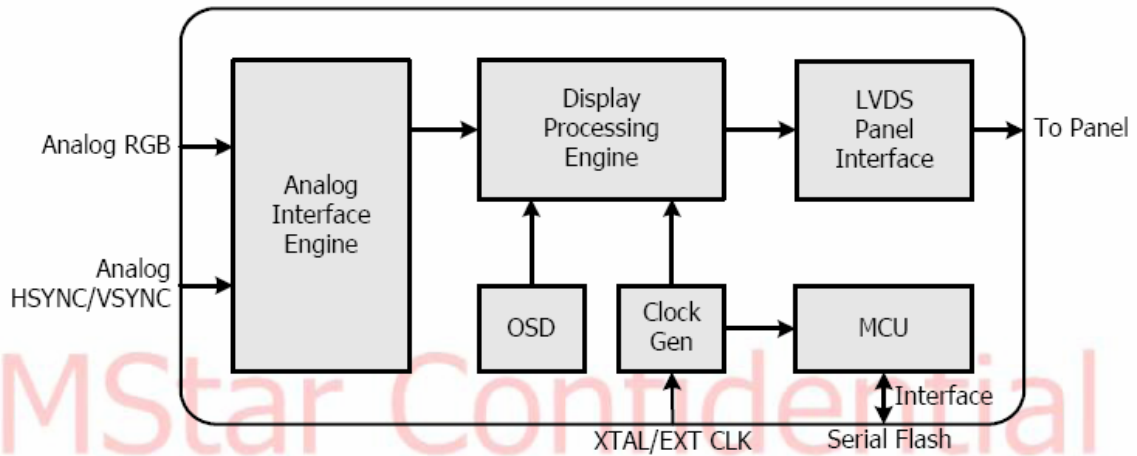 Analog RGB
Analog
HSYNC/VSYNC
Analog
Interface
Engine
Display
Processing
Engine
LVDS
Panel
Interface
To Panel
OSD
Clock
Gen
MCU
Interface
XTAL/EXT CLK
Serial Flash
MStar Confidential